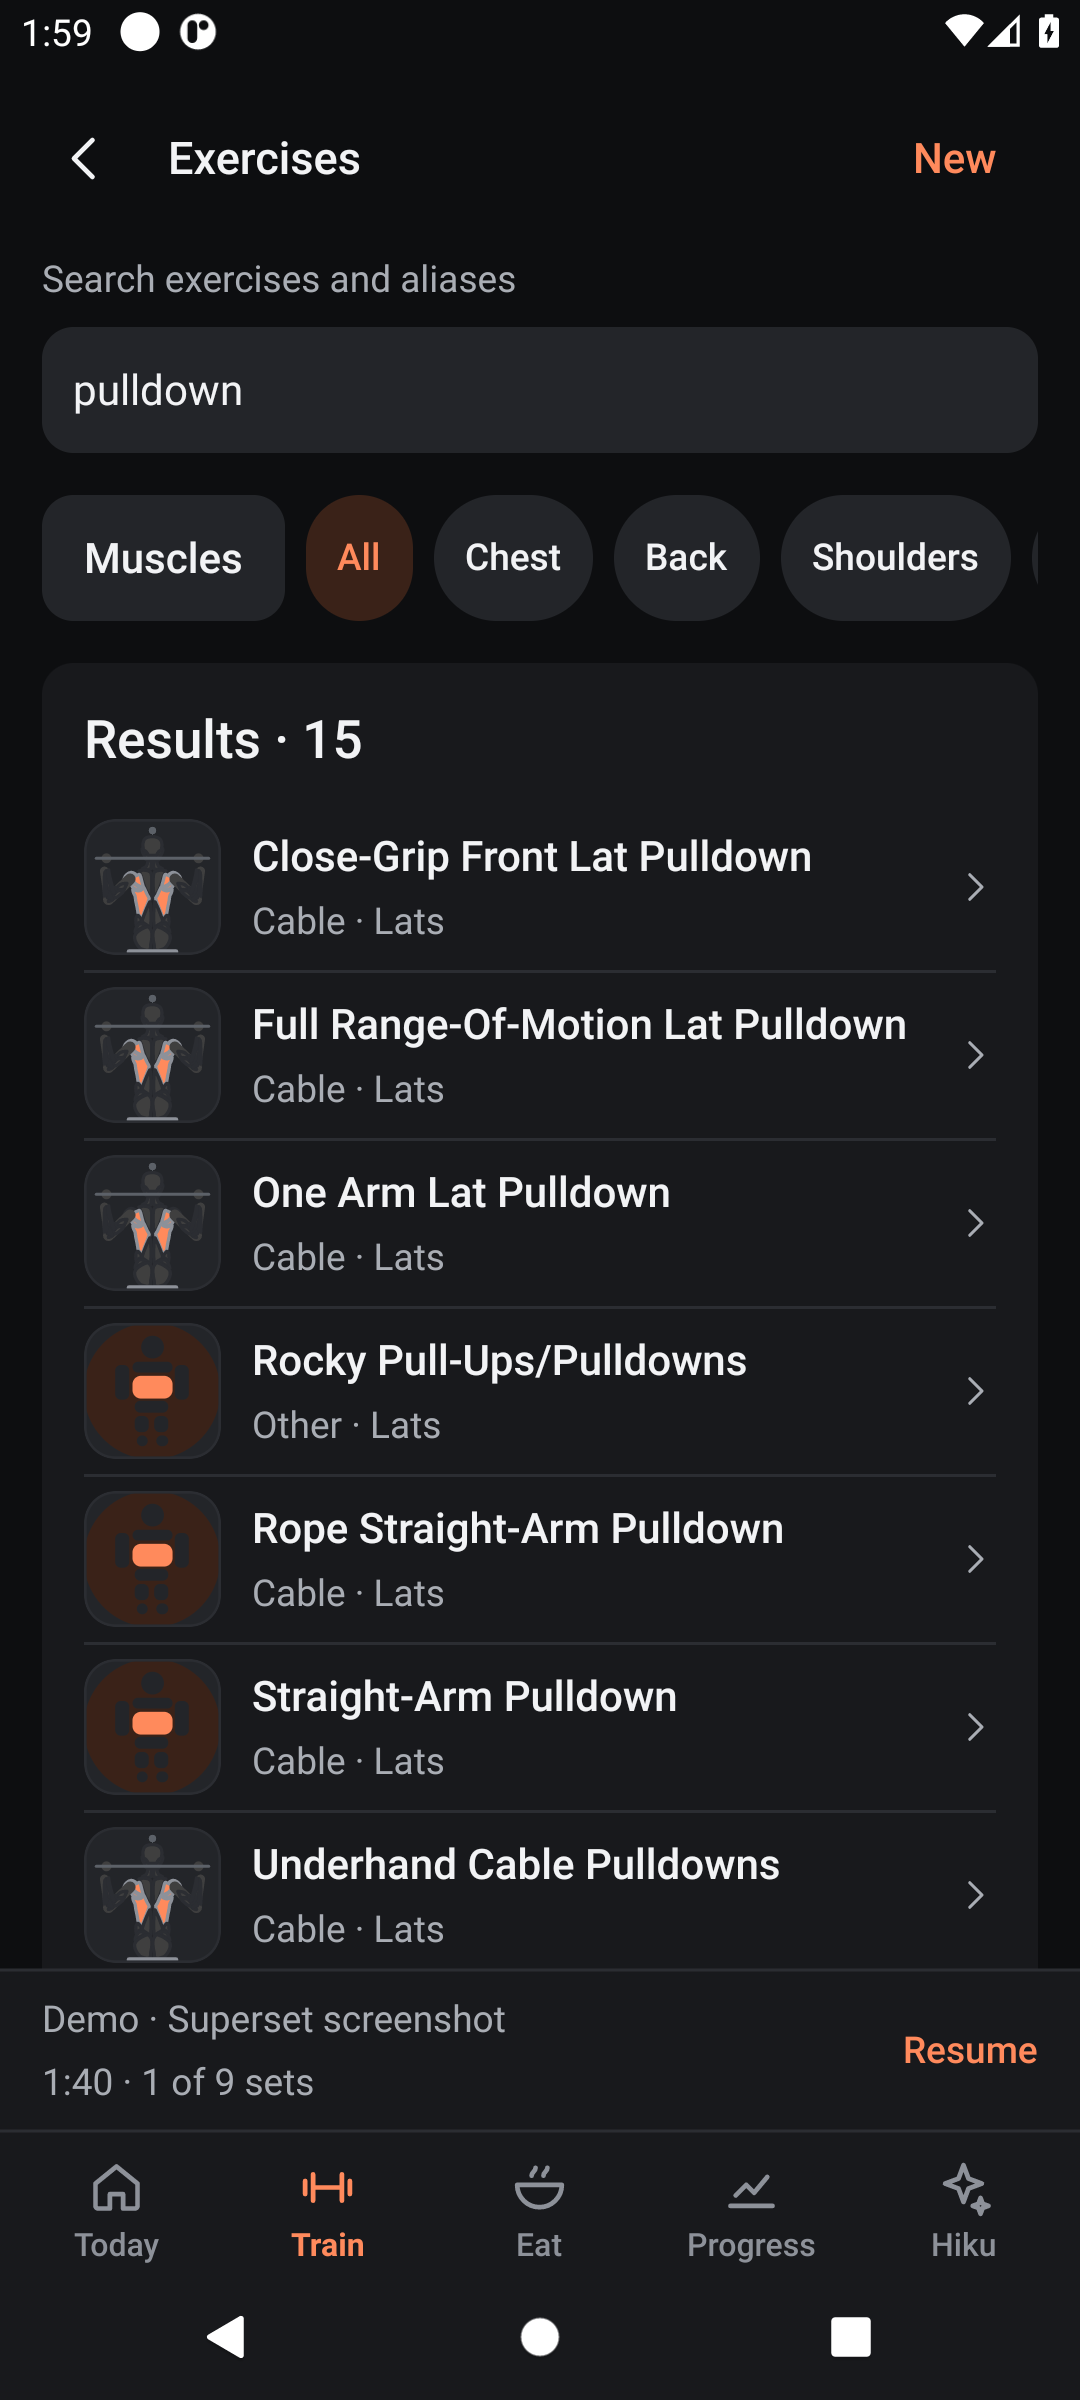 1:59
Exercises
New
Search exercises and aliases
pulldown
Muscles
All
Chest
Back
Shoulders
Results · 15
Close-Grip Front Lat Pulldown
Cable · Lats
Full Range-Of-Motion Lat Pulldown
Cable · Lats
One Arm Lat Pulldown
Cable · Lats
Rocky Pull-Ups/Pulldowns
Other · Lats
Rope Straight-Arm Pulldown
Cable · Lats
Straight-Arm Pulldown
Cable · Lats
Underhand Cable Pulldowns
Cable · Lats
Demo · Superset screenshot
1:40 · 1 of 9 sets
Resume
Today
Train
Eat
Progress
Hiku